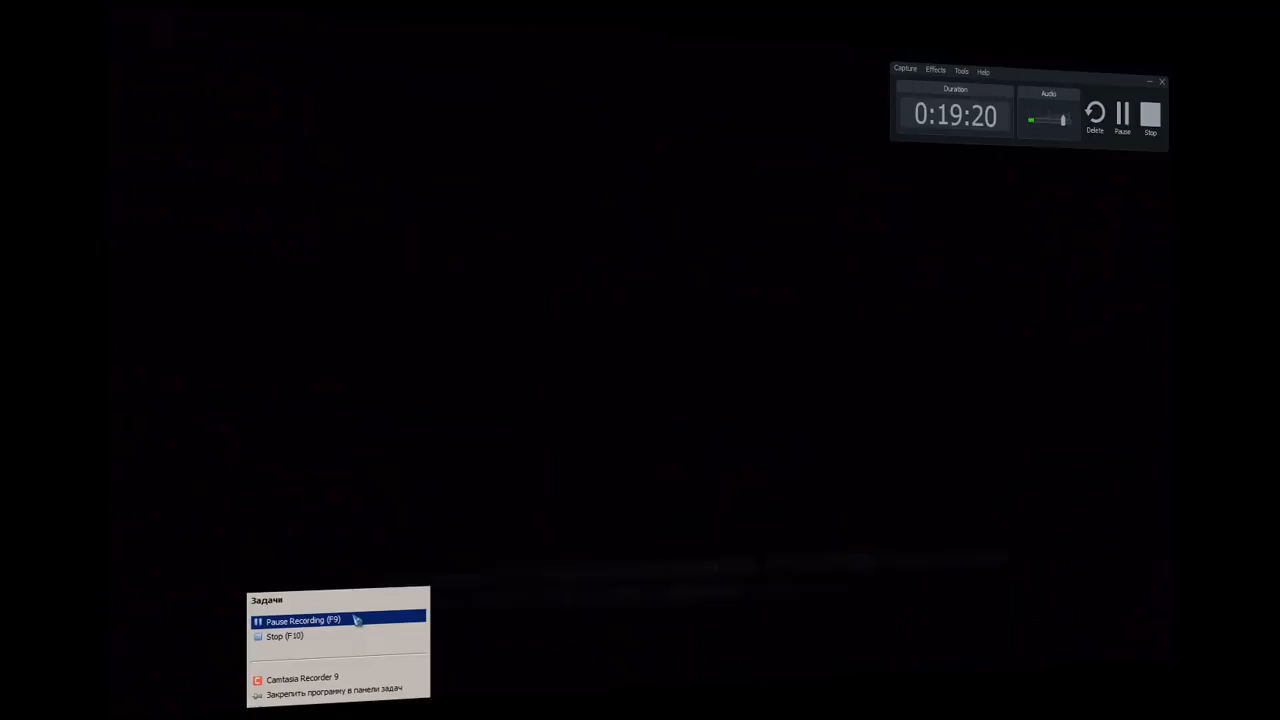 Capture Effects Tools Help
Duration
Audio
0:19:20
Delete
Pause
Stop
Задачи
Pause Recording (F9)
Stop (F10)
Camtasia Recorder 9
Закрепить программу в панели задач